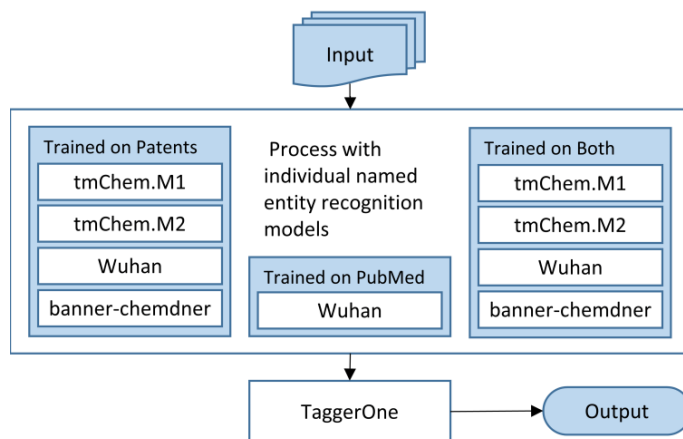 Input
Trained on Patents
tmChem.M1
tmChem.M2
Wuhan
banner-chemdner
Process with
individual named
entity recognition
models
Trained on PubMed
Wuhan
Trained on Both
tmChem.M1
tmChem.M2
Wuhan
banner-chemdner
TaggerOne
Output